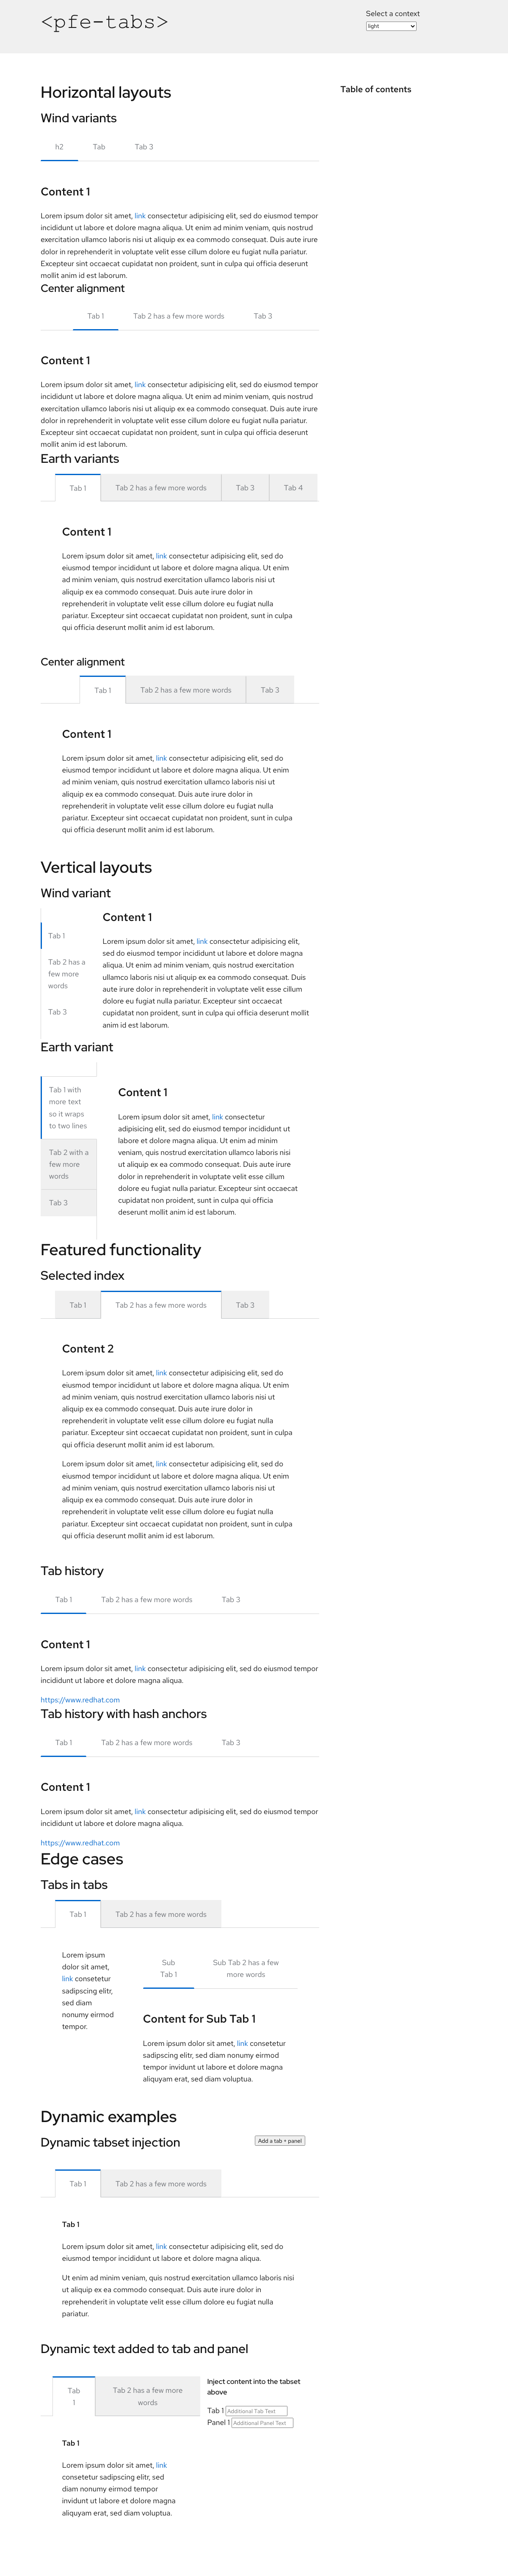 <pfe-tabs>
Select a context
light
Table of contents
Horizontal layouts
Wind variants
h2 Tab Tab 3
Content 1
Lorem ipsum dolor sit amet, link consectetur adipisicing elit, sed do eiusmod tempor
incididunt ut labore et dolore magna aliqua. Ut enim ad minim veniam, quis nostrud
exercitation ullamco laboris nisi ut aliquip ex ea commodo consequat. Duis aute irure
dolor in reprehenderit in voluptate velit esse cillum dolore eu fugiat nulla pariatur.
Excepteur sint occaecat cupidatat non proident, sunt in culpa qui officia deserunt
mollit anim id est laborum.
Center alignment
Tab 1 Tab 2 has a few more words Tab 3
Content 1
Lorem ipsum dolor sit amet, link consectetur adipisicing elit, sed do eiusmod tempor
incididunt ut labore et dolore magna aliqua. Ut enim ad minim veniam, quis nostrud
exercitation ullamco laboris nisi ut aliquip ex ea commodo consequat. Duis aute irure
dolor in reprehenderit in voluptate velit esse cillum dolore eu fugiat nulla pariatur.
Excepteur sint occaecat cupidatat non proident, sunt in culpa qui officia deserunt
mollit anim id est laborum.
Earth variants
Tab 1 Tab 2 has a few more words Tab 3 Tab 4
Content 1
Lorem ipsum dolor sit amet, link consectetur adipisicing elit, sed do
eiusmod tempor incididunt ut labore et dolore magna aliqua. Ut enim
ad minim veniam, quis nostrud exercitation ullamco laboris nisi ut
aliquip ex ea commodo consequat. Duis aute irure dolor in
reprehenderit in voluptate velit esse cillum dolore eu fugiat nulla
pariatur. Excepteur sint occaecat cupidatat non proident, sunt in culpa
qui officia deserunt mollit anim id est laborum.
Center alignment
Tab 1 Tab 2 has a few more words Tab 3
Content 1
Lorem ipsum dolor sit amet, link consectetur adipisicing elit, sed do
eiusmod tempor incididunt ut labore et dolore magna aliqua. Ut enim
ad minim veniam, quis nostrud exercitation ullamco laboris nisi ut
aliquip ex ea commodo consequat. Duis aute irure dolor in
reprehenderit in voluptate velit esse cillum dolore eu fugiat nulla
pariatur. Excepteur sint occaecat cupidatat non proident, sunt in culpa
qui officia deserunt mollit anim id est laborum.
Vertical layouts
Wind variant
Tab 1
Tab 2 has a
few more
words
Tab 3
Content 1
Lorem ipsum dolor sit amet, link consectetur adipisicing elit,
sed do eiusmod tempor incididunt ut labore et dolore magna
aliqua. Ut enim ad minim veniam, quis nostrud exercitation
ullamco laboris nisi ut aliquip ex ea commodo consequat. Duis
aute irure dolor in reprehenderit in voluptate velit esse cillum
dolore eu fugiat nulla pariatur. Excepteur sint occaecat
cupidatat non proident, sunt in culpa qui officia deserunt mollit
anim id est laborum.
Earth variant
Tab 1 with
more text
so it wraps
to two lines
Tab 2 with a
few more
words
Tab 3
Content 1
Lorem ipsum dolor sit amet, link consectetur
adipisicing elit, sed do eiusmod tempor incididunt ut
labore et dolore magna aliqua. Ut enim ad minim
veniam, quis nostrud exercitation ullamco laboris nisi
ut aliquip ex ea commodo consequat. Duis aute irure
dolor in reprehenderit in voluptate velit esse cillum
dolore eu fugiat nulla pariatur. Excepteur sint occaecat
cupidatat non proident, sunt in culpa qui officia
deserunt mollit anim id est laborum.
Featured functionality
Selected index
Tab 1 Tab 2 has a few more words Tab 3
Content 2
Lorem ipsum dolor sit amet, link consectetur adipisicing elit, sed do
eiusmod tempor incididunt ut labore et dolore magna aliqua. Ut enim
ad minim veniam, quis nostrud exercitation ullamco laboris nisi ut
aliquip ex ea commodo consequat. Duis aute irure dolor in
reprehenderit in voluptate velit esse cillum dolore eu fugiat nulla
pariatur. Excepteur sint occaecat cupidatat non proident, sunt in culpa
qui officia deserunt mollit anim id est laborum.
Lorem ipsum dolor sit amet, link consectetur adipisicing elit, sed do
eiusmod tempor incididunt ut labore et dolore magna aliqua. Ut enim
ad minim veniam, quis nostrud exercitation ullamco laboris nisi ut
aliquip ex ea commodo consequat. Duis aute irure dolor in
reprehenderit in voluptate velit esse cillum dolore eu fugiat nulla
pariatur. Excepteur sint occaecat cupidatat non proident, sunt in culpa
qui officia deserunt mollit anim id est laborum.
Tab history
Tab 1 Tab 2 has a few more words Tab 3
Content 1
Lorem ipsum dolor sit amet, link consectetur adipisicing elit, sed do eiusmod tempor
incididunt ut labore et dolore magna aliqua.
https://www.redhat.com
Tab history with hash anchors
Tab 1 Tab 2 has a few more words Tab 3
Content 1
Lorem ipsum dolor sit amet, link consectetur adipisicing elit, sed do eiusmod tempor
incididunt ut labore et dolore magna aliqua.
https://www.redhat.com
Edge cases
Tabs in tabs
Tab 1 Tab 2 has a few more words
Lorem ipsum
dolor sit amet,
link consetetur
sadipscing elitr,
sed diam
nonumy eirmod
tempor.
Sub
Tab 1
Sub Tab 2 has a few
more words
Content for Sub Tab 1
Lorem ipsum dolor sit amet, link consetetur
sadipscing elitr, sed diam nonumy eirmod
tempor invidunt ut labore et dolore magna
aliquyam erat, sed diam voluptua.
Dynamic examples
Dynamic tabset injection
Add a tab + panel
Tab 1 Tab 2 has a few more words
Tab 1
Lorem ipsum dolor sit amet, link consectetur adipisicing elit, sed do
eiusmod tempor incididunt ut labore et dolore magna aliqua.
Ut enim ad minim veniam, quis nostrud exercitation ullamco laboris nisi
ut aliquip ex ea commodo consequat. Duis aute irure dolor in
reprehenderit in voluptate velit esse cillum dolore eu fugiat nulla
pariatur.
Dynamic text added to tab and panel
Tab
1
Tab 2 has a few more
words
Tab 1
Lorem ipsum dolor sit amet, link
consetetur sadipscing elitr, sed
diam nonumy eirmod tempor
invidunt ut labore et dolore magna
aliquyam erat, sed diam voluptua.
Inject content into the tabset
above
Tab 1 Additional Tab Text
Panel 1 Additional Panel Text